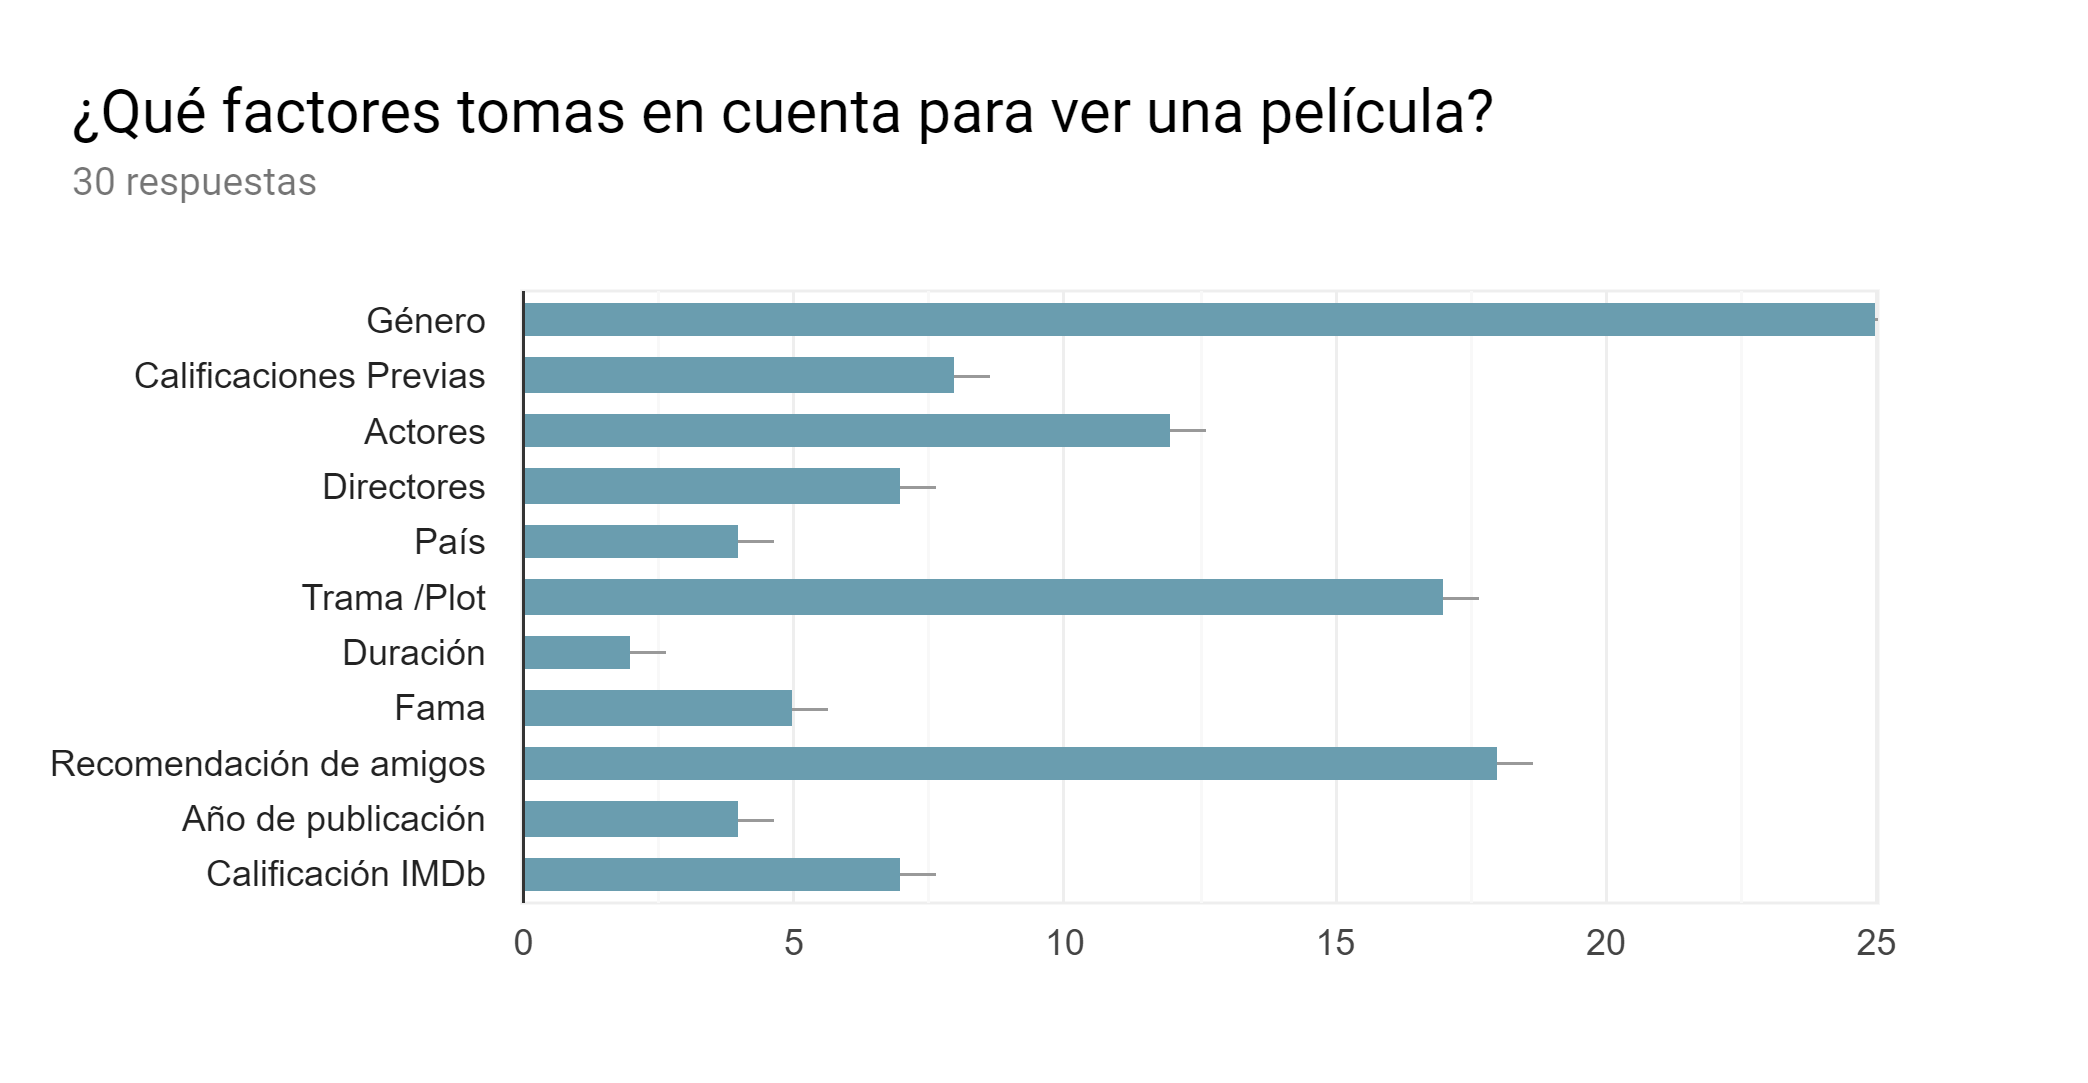 ¿Qué factores tomas en cuenta para ver una película?
30 respuestas
Género
Calificaciones Previas
Actores
Directores
País
Trama /Plot
Duración
Fama
Recomendación de amigos
Año de publicación
Calificación IMDb
0 5 10 15 20 25